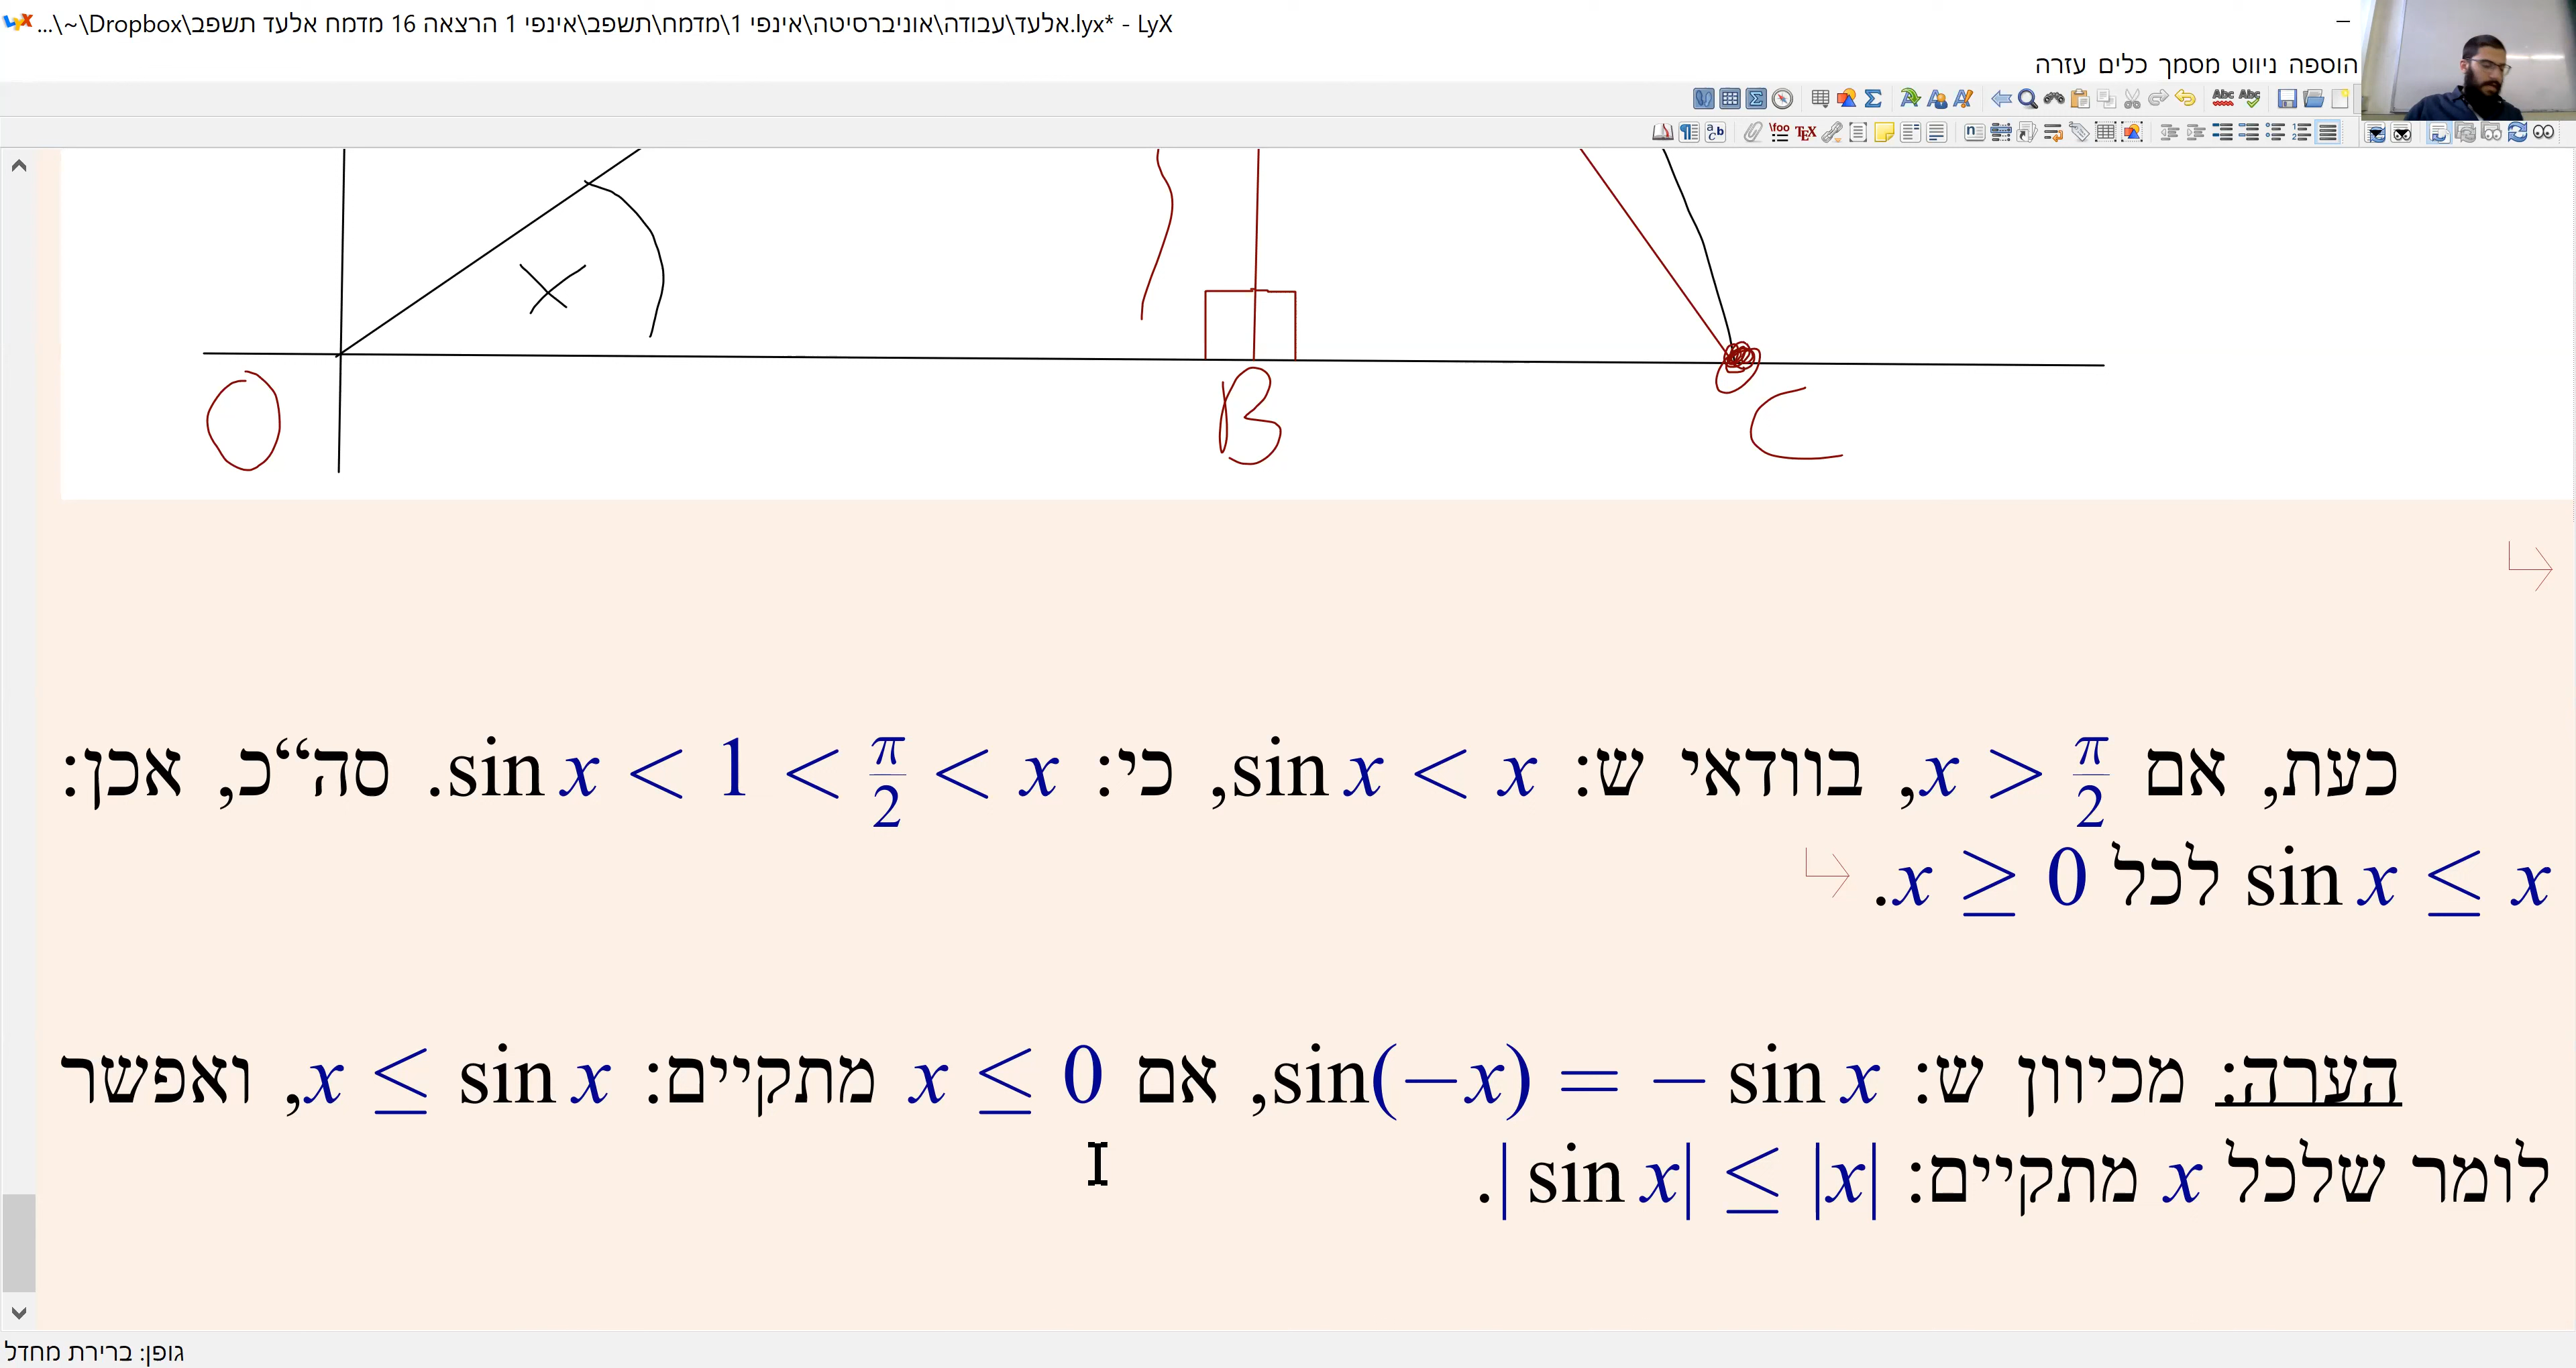 ...\~\Dropbox\אלעד\עבודה\אוניברסיטה\אינפי 1\מדמח\תשפב\אינפי 1 הרצאה 16 מדמח אלעד תשפב.lyx* - LyX
הוספה ניווט מסמך כלים עזרה
X
O B C
כעת, אם x > π/2, בוודאי ש: sin x < x, כי: sin x < 1 < π/2 < x. סה“כ, אכן:
sin x ≤ x לכל x ≥ 0.
הערה: מכיוון ש: sin(−x) = − sin x, אם x ≤ 0 מתקיים: x ≤ sin x, ואפשר
לומר שלכל x מתקיים: |sin x| ≤ |x|.
גופן: ברירת מחדל